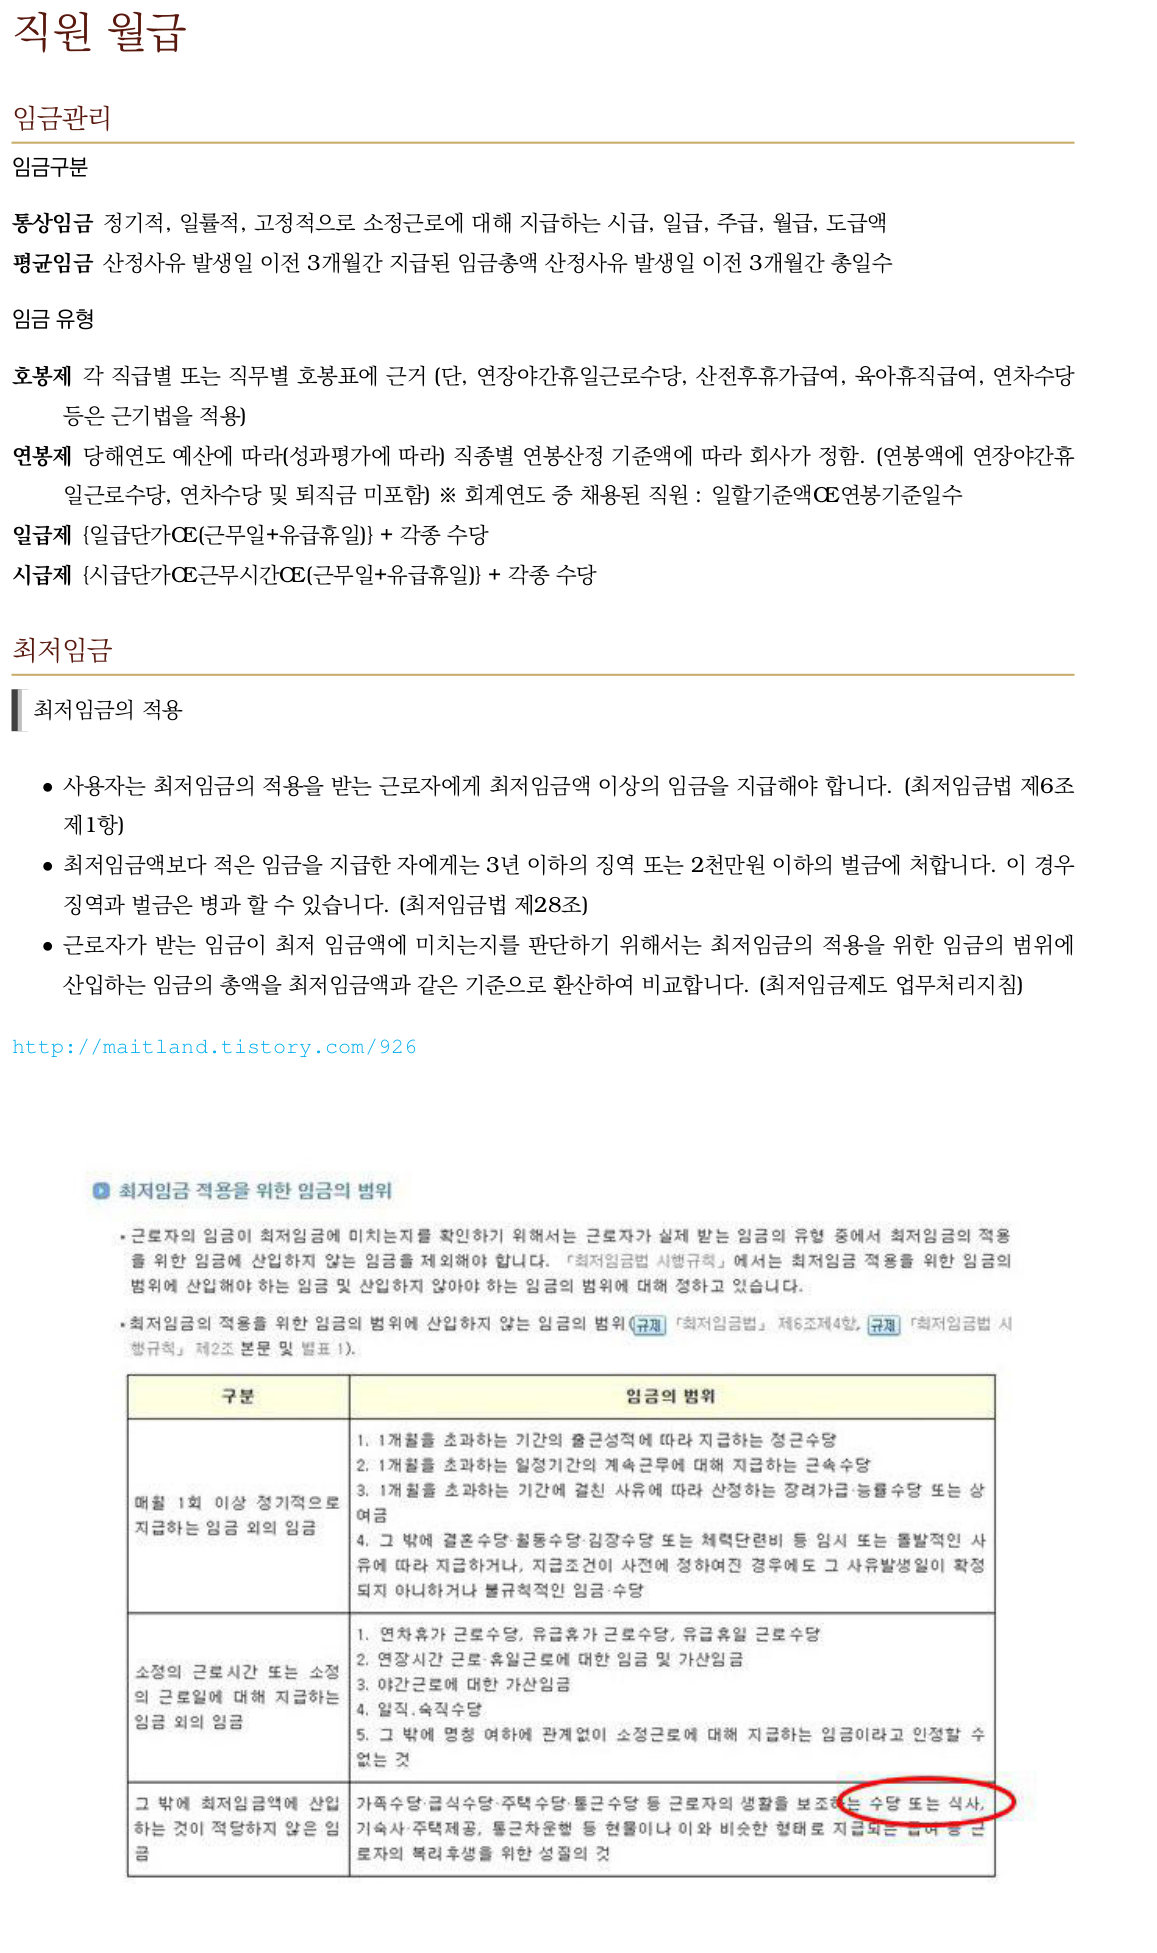 직원 월급
임금관리
임금구분
통상임금 정기적, 일률적, 고정적으로 소정근로에 대해 지급하는 시급, 일급, 주급, 월급, 도급액
평균임금 산정사유 발생일 이전 3개월간 지급된 임금총액 산정사유 발생일 이전 3개월간 총일수
임금 유형
호봉제 각 직급별 또는 직무별 호봉표에 근거 (단, 연장야간휴일근로수당, 산전후휴가급여, 육아휴직급여, 연차수당
등은 근기법을 적용)
연봉제 당해연도 예산에 따라(성과평가에 따라) 직종별 연봉산정 기준액에 따라 회사가 정함. (연봉액에 연장야간휴
일근로수당, 연차수당 및 퇴직금 미포함) ※ 회계연도 중 채용된 직원 : 일할기준액Œ연봉기준일수
일급제 {일급단가Œ(근무일+유급휴일)} + 각종 수당
시급제 {시급단가Œ근무시간Œ(근무일+유급휴일)} + 각종 수당
최저임금
최저임금의 적용
• 사용자는 최저임금의 적용을 받는 근로자에게 최저임금액 이상의 임금을 지급해야 합니다. (최저임금법 제6조
제1항)
• 최저임금액보다 적은 임금을 지급한 자에게는 3년 이하의 징역 또는 2천만원 이하의 벌금에 처합니다. 이 경우
징역과 벌금은 병과 할 수 있습니다. (최저임금법 제28조)
• 근로자가 받는 임금이 최저 임금액에 미치는지를 판단하기 위해서는 최저임금의 적용을 위한 임금의 범위에
산입하는 임금의 총액을 최저임금액과 같은 기준으로 환산하여 비교합니다. (최저임금제도 업무처리지침)
http://maitland.tistory.com/926
최저임금 적용을 위한 임금의 범위
• 근로자의 임금이 최저임금에 미치는지를 확인하기 위해서는 근로자가 실제 받는 임금의 유형 중에서 최저임금의 적용
을 위한 임금에 산입하지 않는 임금을 제외해야 합니다. 「최저임금법 시행규칙」에서는 최저임금 적용을 위한 임금의
범위에 산입해야 하는 임금 및 산입하지 않아야 하는 임금의 범위에 대해 정하고 있습니다.
• 최저임금의 적용을 위한 임금의 범위에 산입하지 않는 임금의 범위(규제 「최저임금법」 제6조제4항, 규제 「최저임금법 시
행규칙」 제2조 본문 및 별표 1).
구분 임금의 범위
매월 1회 이상 정기적으로
지급하는 임금 외의 임금
1. 1개월을 초과하는 기간의 출근성적에 따라 지급하는 정근수당
2. 1개월을 초과하는 일정기간의 계속근무에 대해 지급하는 근속수당
3. 1개월을 초과하는 기간에 걸친 사유에 따라 산정하는 장려가급·능률수당 또는 상
여금
4. 그 밖에 결혼수당·월동수당·김장수당 또는 체력단련비 등 임시 또는 돌발적인 사
유에 따라 지급하거나, 지급조건이 사전에 정하여진 경우에도 그 사유발생일이 확정
되지 아니하거나 불규칙적인 임금·수당
소정의 근로시간 또는 소정
의 근로일에 대해 지급하는
임금 외의 임금
1. 연차휴가 근로수당, 유급휴가 근로수당, 유급휴일 근로수당
2. 연장시간 근로·휴일근로에 대한 임금 및 가산임금
3. 야간근로에 대한 가산임금
4. 일직.숙직수당
5. 그 밖에 명칭 여하에 관계없이 소정근로에 대해 지급하는 임금이라고 인정할 수
없는 것
그 밖에 최저임금액에 산입
하는 것이 적당하지 않은 임
금
가족수당·급식수당·주택수당·통근수당 등 근로자의 생활을 보조하는 수당 또는 식사,
기숙사·주택제공, 통근차운행 등 현물이나 이와 비슷한 형태로 지급되는 급여 등 근
로자의 복리후생을 위한 성질의 것